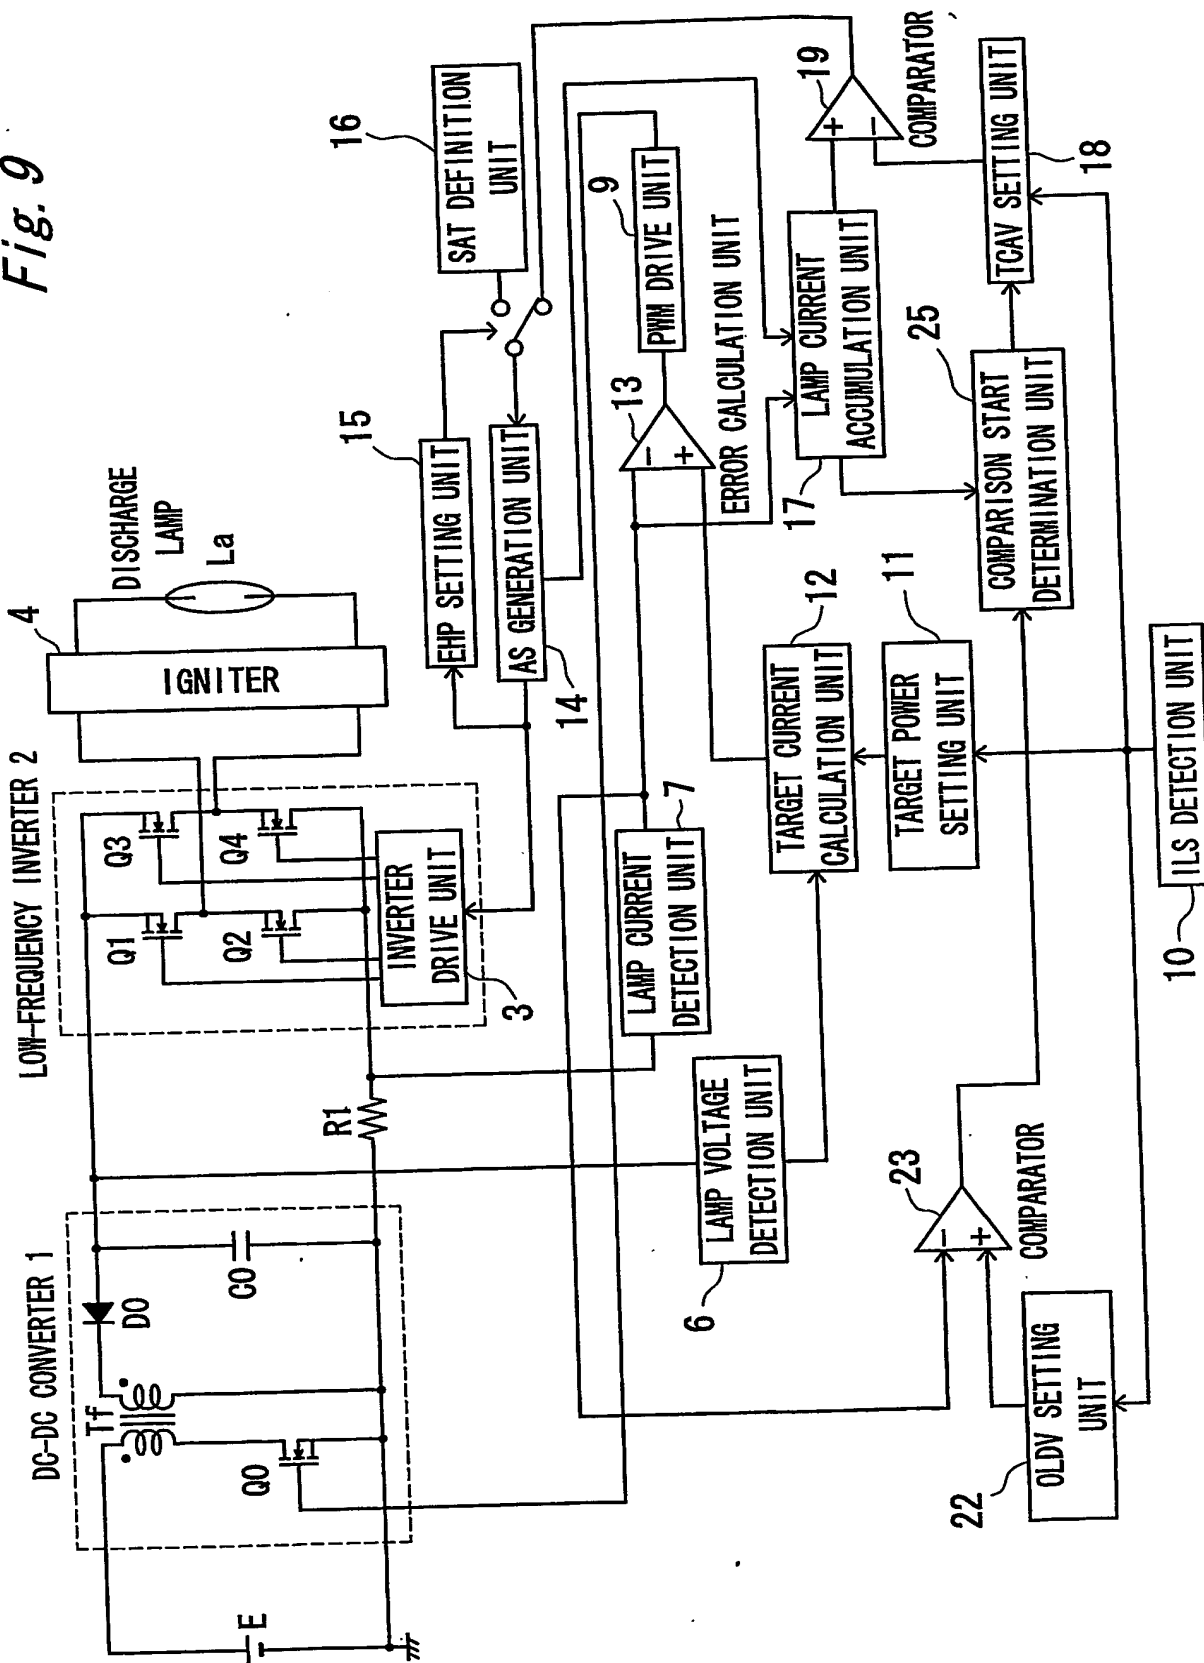 Fig. 9
DC-DC CONVERTER 1
LOW-FREQUENCY INVERTER 2
4
DISCHARGE
LAMP
La
IGNITER
E
Tf
D0
C0
Q0
R1
Q1
Q2
Q3
Q4
INVERTER
DRIVE UNIT
3
15
EHP SETTING UNIT
AS GENERATION UNIT
14
16
SAT DEFINITION
UNIT
LAMP CURRENT
DETECTION UNIT
7
13
-
+
ERROR CALCULATION UNIT
9
PWM DRIVE UNIT
6
LAMP VOLTAGE
DETECTION UNIT
TARGET CURRENT
CALCULATION UNIT
12
TARGET POWER
SETTING UNIT
11
17
LAMP CURRENT
ACCUMULATION UNIT
19
+
-
COMPARATOR
23
-
+
COMPARATOR
COMPARISON START
DETERMINATION UNIT
25
TCAV SETTING UNIT
18
22
OLDV SETTING
UNIT
10
ILS DETECTION UNIT